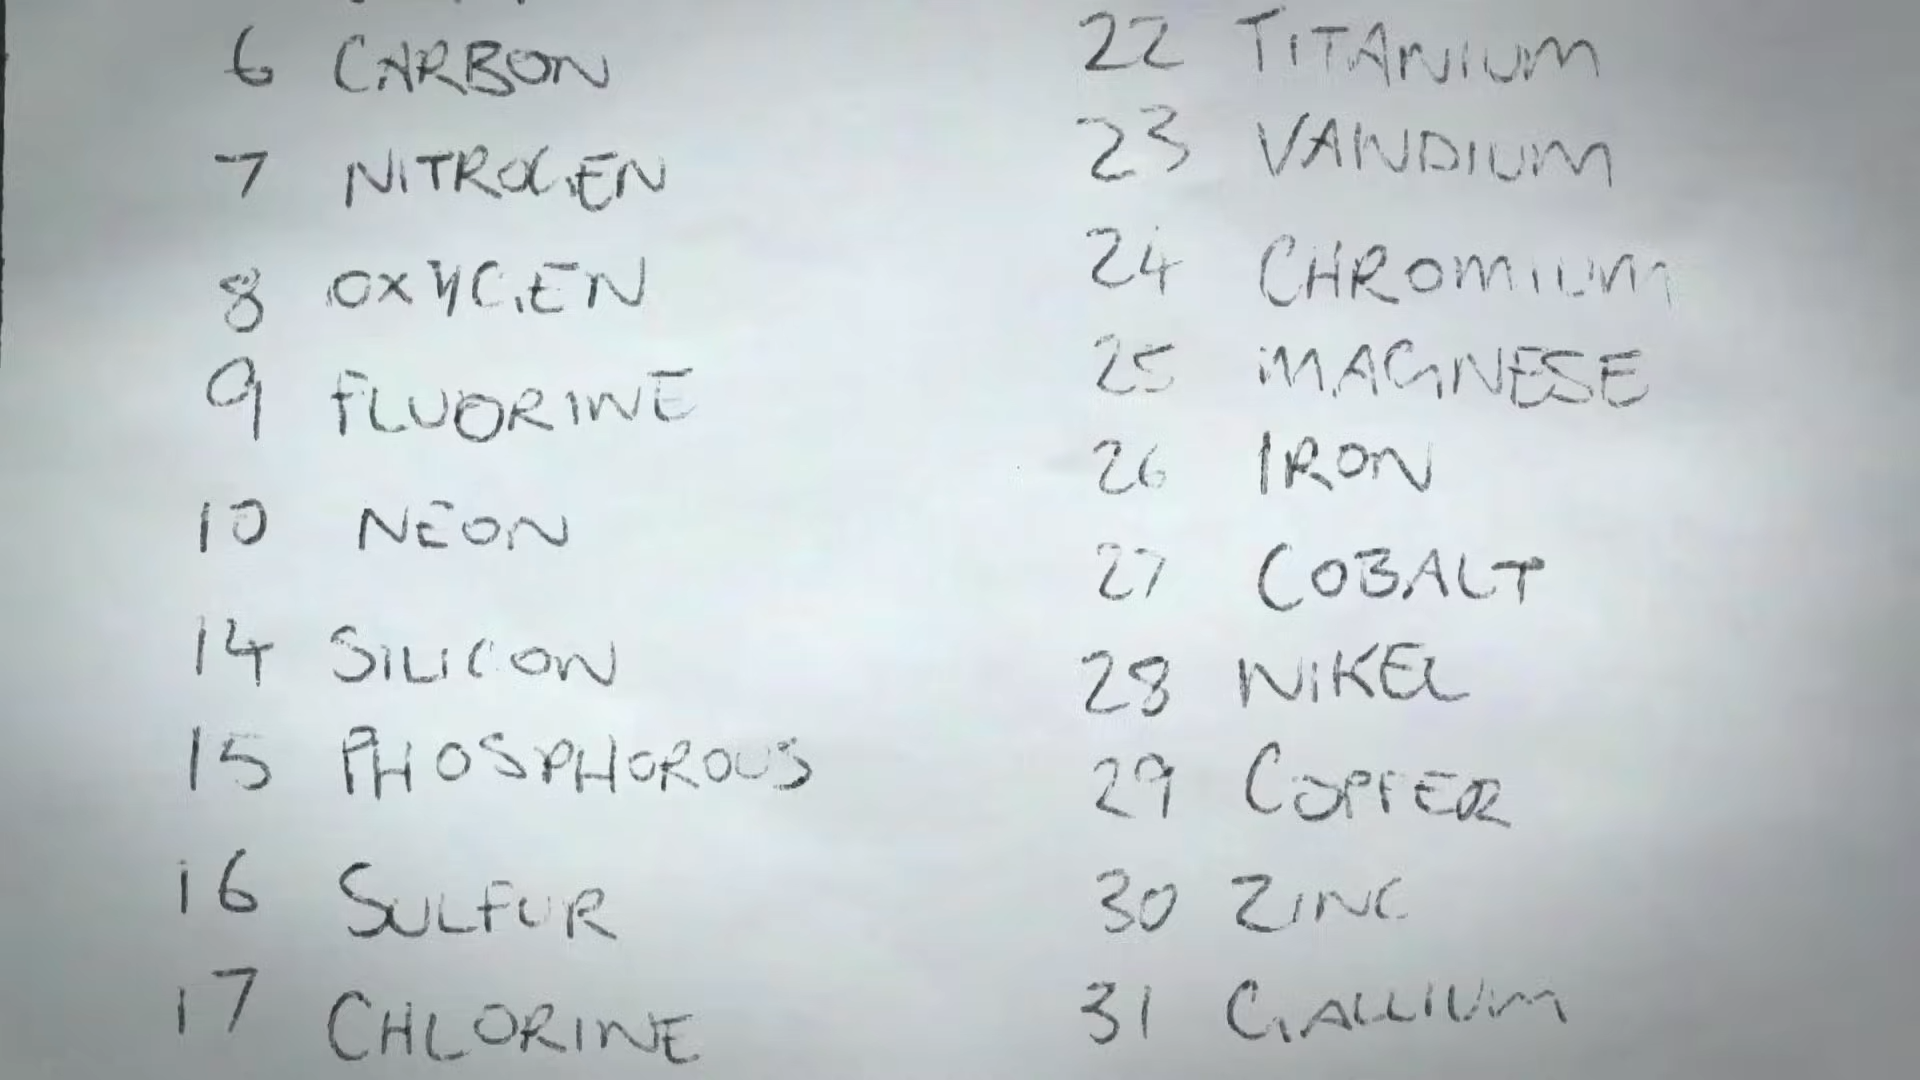 6 CARBON
7 NITROGEN
8 OXYGEN
9 FLUORINE
10 NEON
14 SILICON
15 PHOSPHOROUS
16 SULFUR
17 CHLORINE
22 TITANIUM
23 VANDIUM
24 CHROMIUM
25 MAGNESE
26 IRON
27 COBALT
28 NIKEL
29 COPPER
30 ZINC
31 GALLIUM